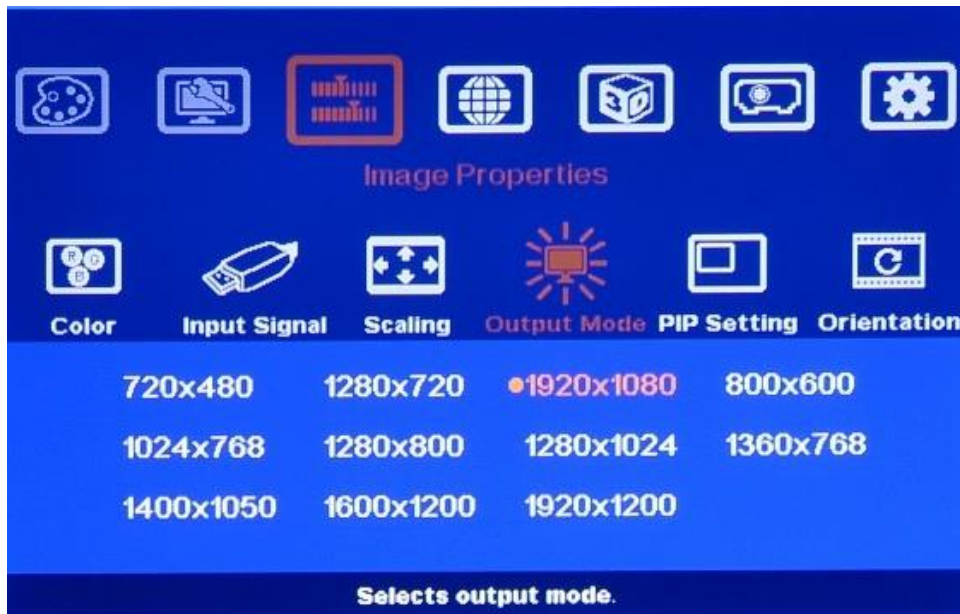 3D
Image Properties
R G
B
Color Input Signal Scaling Output Mode PIP Setting Orientation
720x480 1280x720 1920x1080 800x600
1024x768 1280x800 1280x1024 1360x768
1400x1050 1600x1200 1920x1200
Selects output mode.